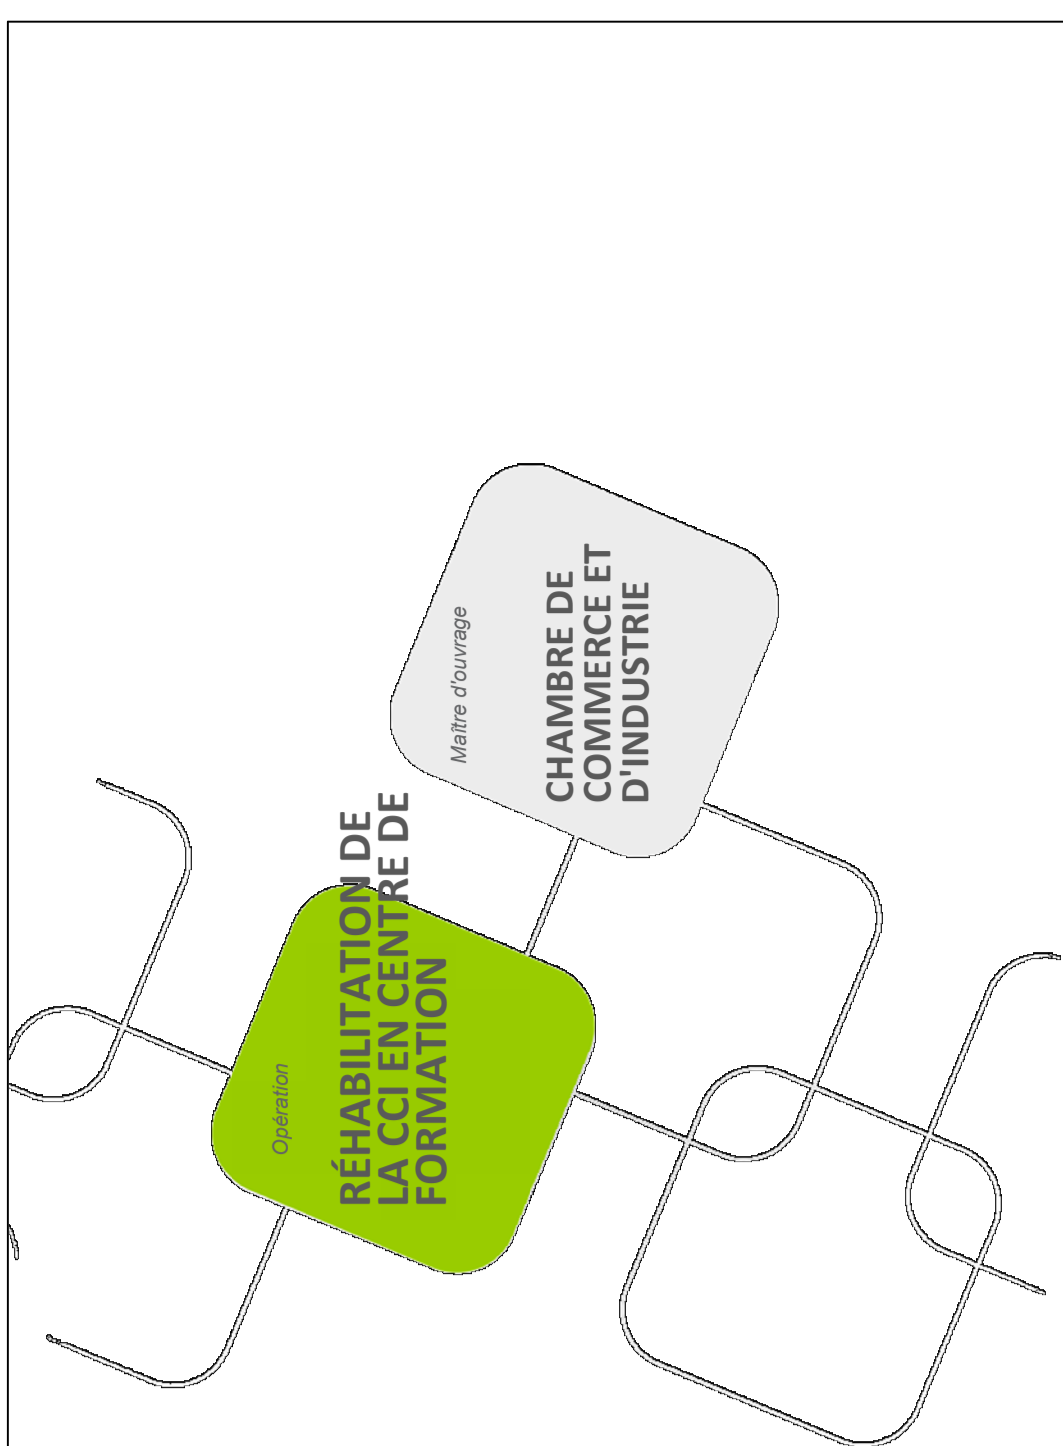 Opération
RÉHABILITATION DE
LA CCI EN CENTRE DE
FORMATION
Maître d'ouvrage
CHAMBRE DE
COMMERCE ET
D'INDUSTRIE